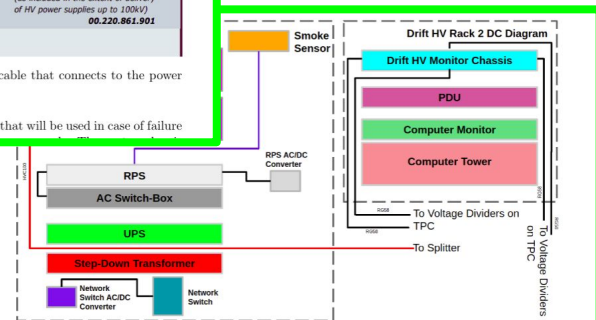 of HV power supplies up to 100kV)
00.220.861.901
cable that connects to the power
that will be used in case of failure
Smoke
Sensor
RPS AC/DC
Converter
HVC100
RPS
AC Switch-Box
UPS
Step-Down Transformer
To Splitter
Network
Switch AC/DC
Converter
Network
Switch
Drift HV Rack 2 DC Diagram
Drift HV Monitor Chassis
PDU
Computer Monitor
Computer Tower
RG58
To Voltage Dividers on
TPC
To Voltage Dividers
on TPC